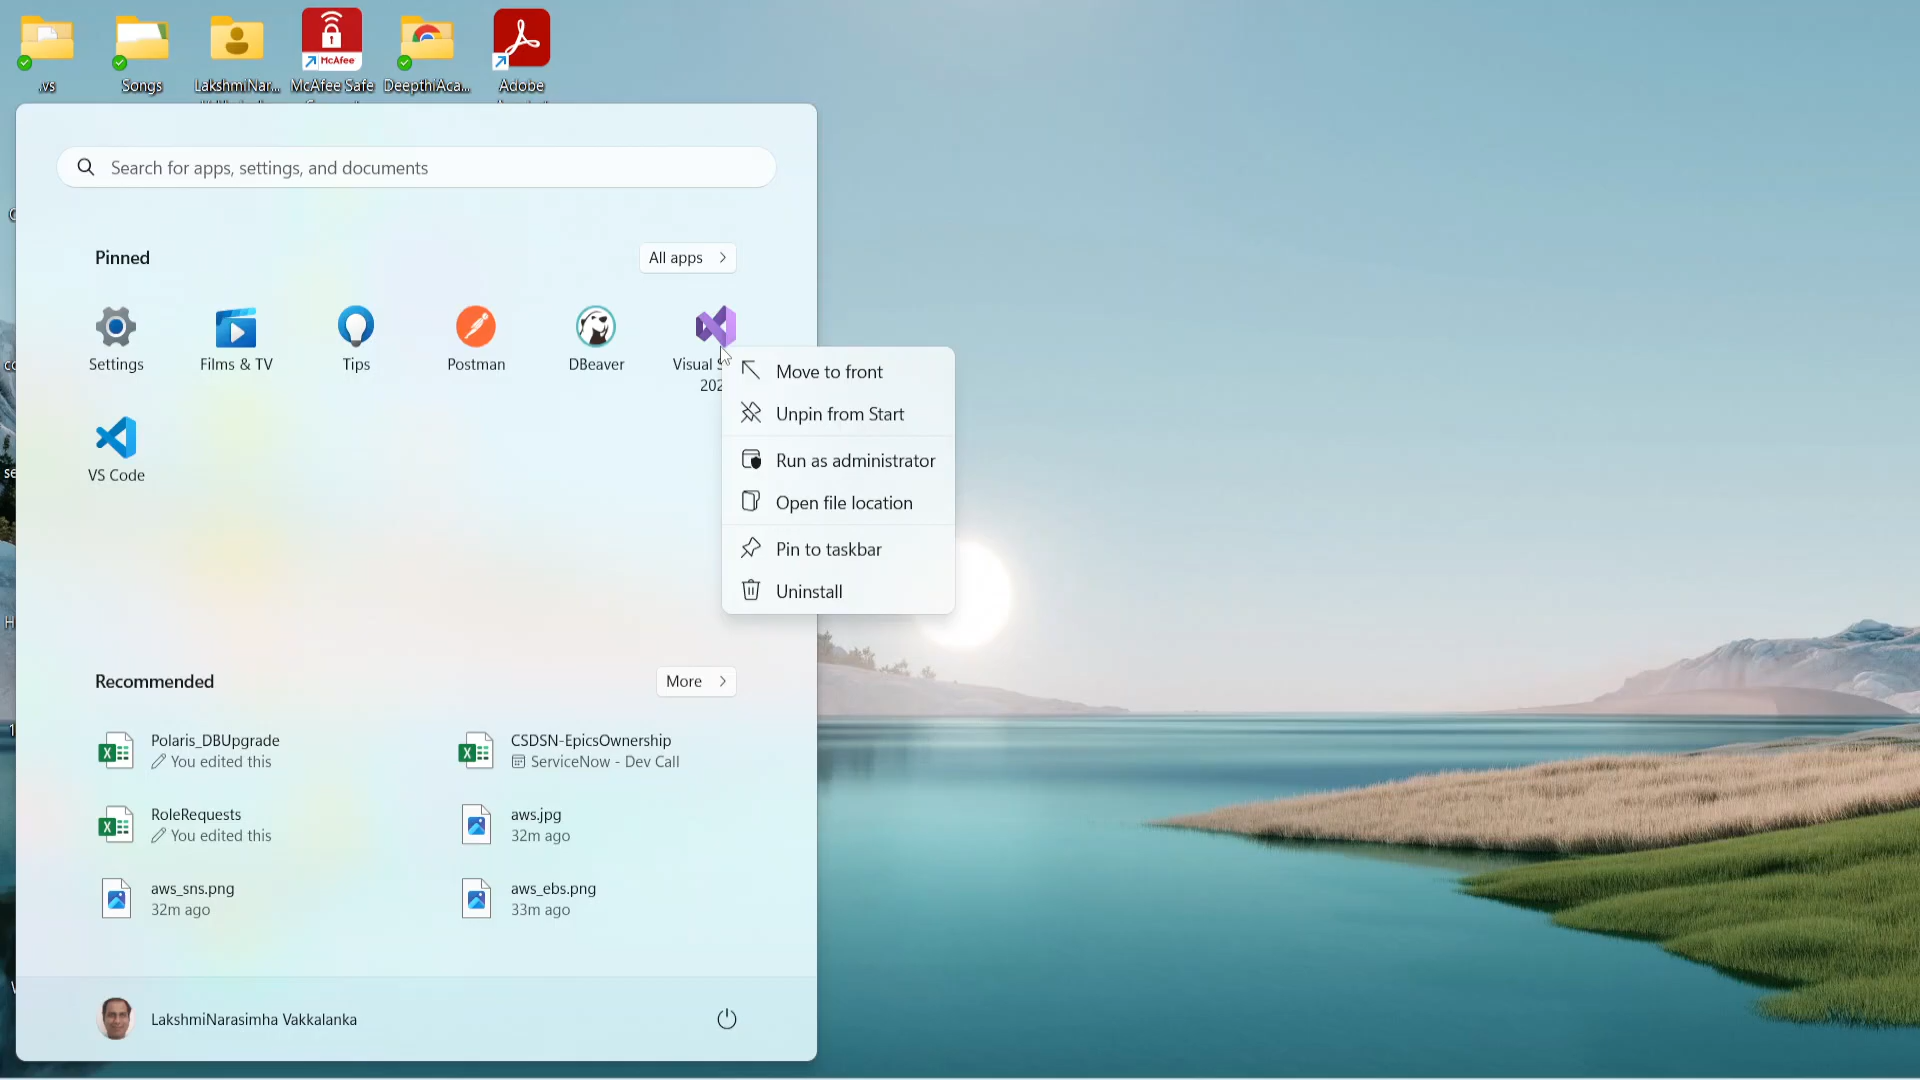 Songs
LakshmiNar...
McAfee
McAfee Safe
DeepthiAca...
Adobe
Search for apps, settings, and documents
Pinned
All apps
Settings
Films & TV
Tips
Postman
DBeaver
Visual
VS Code
Move to front
Unpin from Start
Run as administrator
Open file location
Pin to taskbar
Uninstall
Recommended
More
Polaris_DBUpgrade
You edited this
CSDSN-EpicsOwnership
ServiceNow - Dev Call
RoleRequests
You edited this
aws.jpg
32m ago
aws_sns.png
32m ago
aws_ebs.png
33m ago
LakshmiNarasimha Vakkalanka